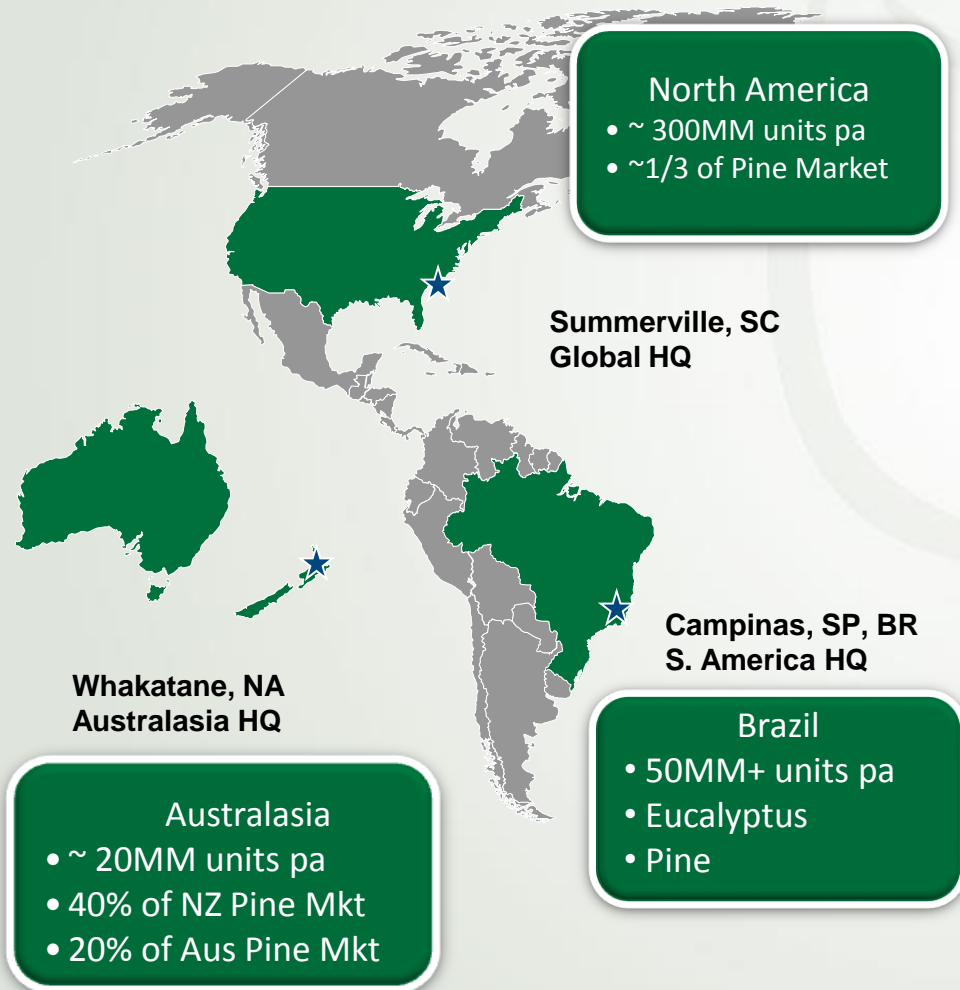 North America
• ~ 300MM units pa
• ~1/3 of Pine Market
Summerville, SC
Global HQ
Campinas, SP, BR
S. America HQ
Whakatane, NA
Australasia HQ
Brazil
• 50MM+ units pa
• Eucalyptus
• Pine
Australasia
• ~ 20MM units pa
• 40% of NZ Pine Mkt
• 20% of Aus Pine Mkt